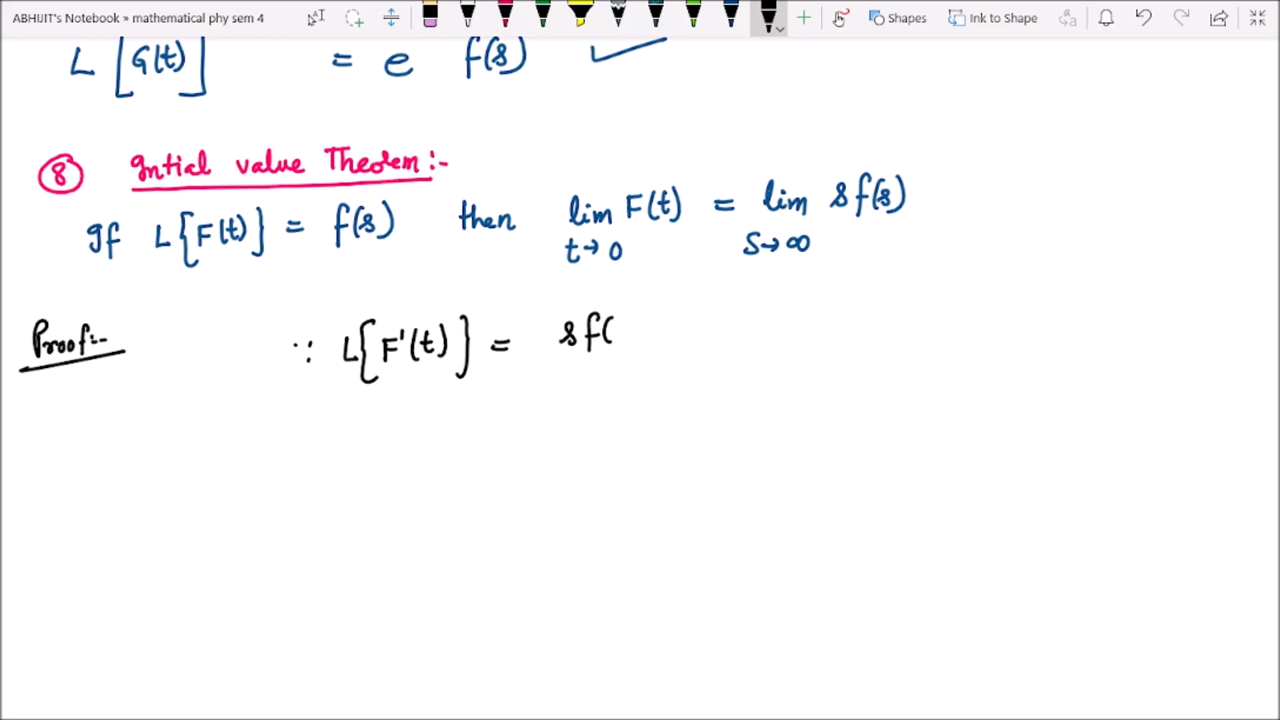 ABHIJIT's Notebook » mathematical phy sem 4
Shapes
Ink to Shape
L [G(t)] = e f(s)
8 Intial value Theorem:-
If L{F(t)} = f(s) then lim F(t) = lim s f(s)
t→0 S→∞
Proof:- ∵ L{F'(t)} = s f(